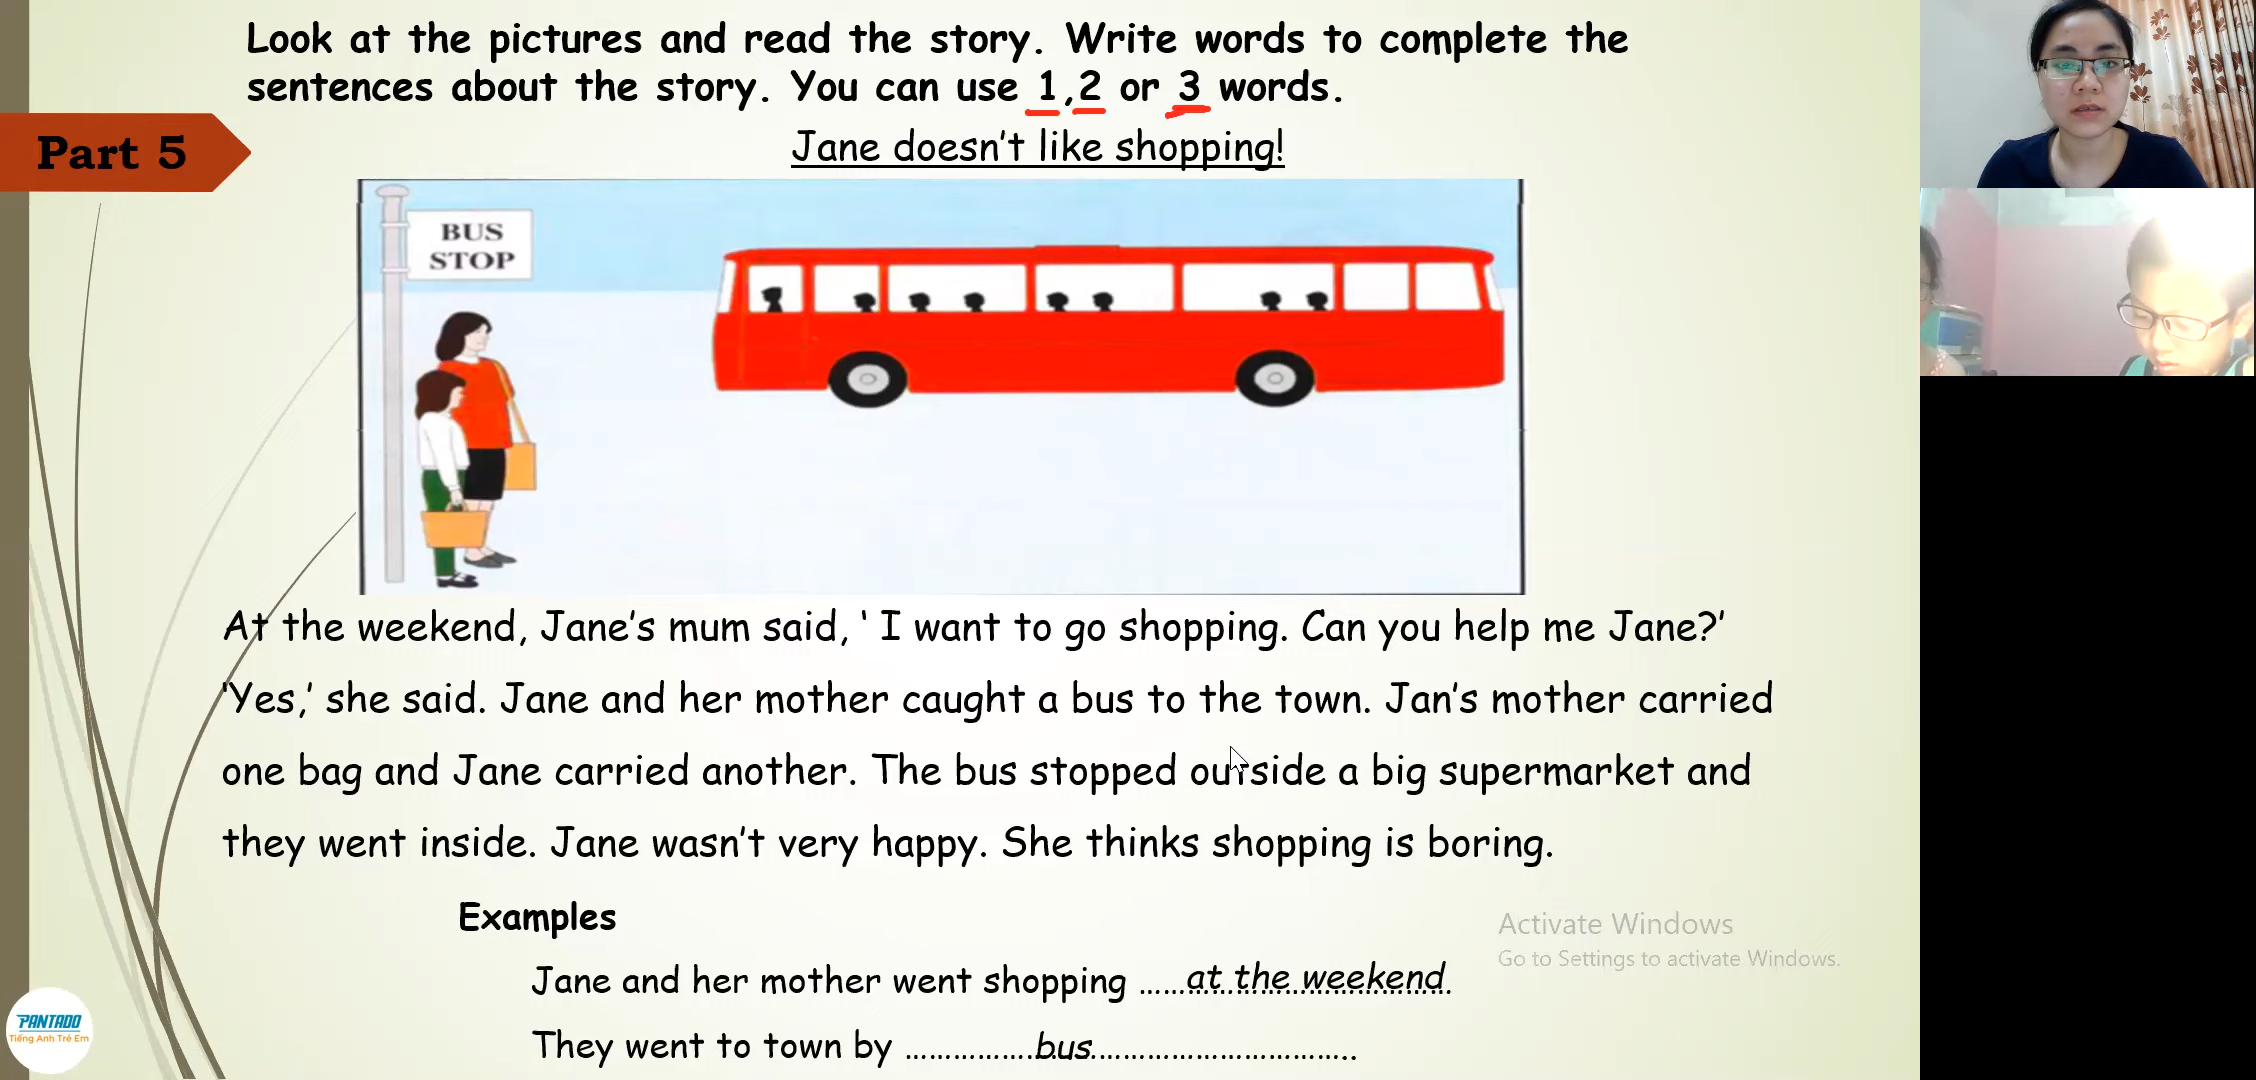 Look at the pictures and read the story. Write words to complete the
sentences about the story. You can use 1,2 or 3 words.
Part 5
Jane doesn't like shopping!
BUS
STOP
At the weekend, Jane's mum said, ' I want to go shopping. Can you help me Jane?'
'Yes,' she said. Jane and her mother caught a bus to the town. Jan's mother carried
one bag and Jane carried another. The bus stopped outside a big supermarket and
they went inside. Jane wasn't very happy. She thinks shopping is boring.
Examples
Activate Windows
Go to Settings to activate Windows.
Jane and her mother went shopping ......at the weekend.
They went to town by ................bus................................
PANTADO
Tiếng Anh Trẻ Em